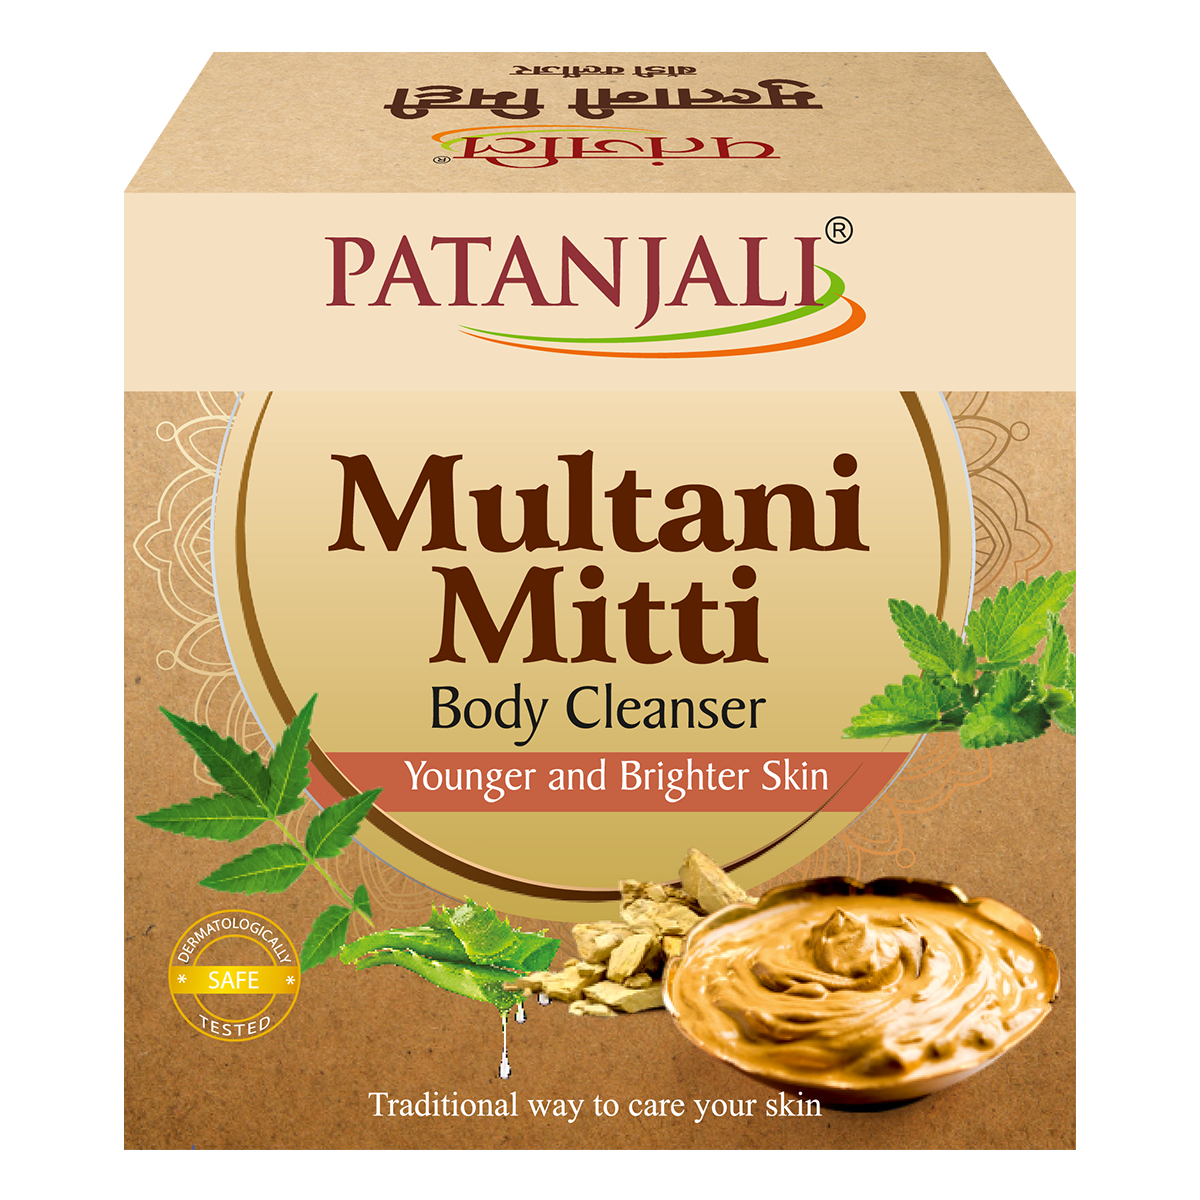 बॉडी क्लींजर
मुल्तानी मिट्टी
पतंजलि®
PATANJALI®
Multani
Mitti
Body Cleanser
Younger and Brighter Skin
DERMATOLOGICALLY
* SAFE *
TESTED
Traditional way to care your skin